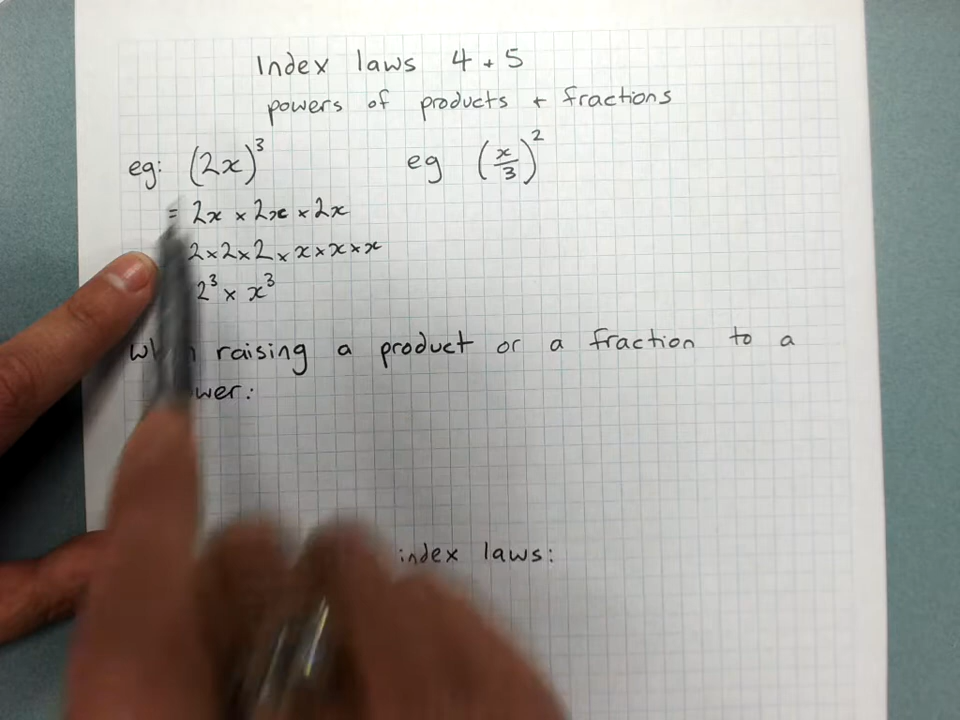 Index laws 4 + 5
powers of products + fractions
eg: (2x)³ eg (x/3)²
= 2x × 2x × 2x
2×2×2 × x×x×x
2³ × x³
raising a product or a fraction to a
index laws: